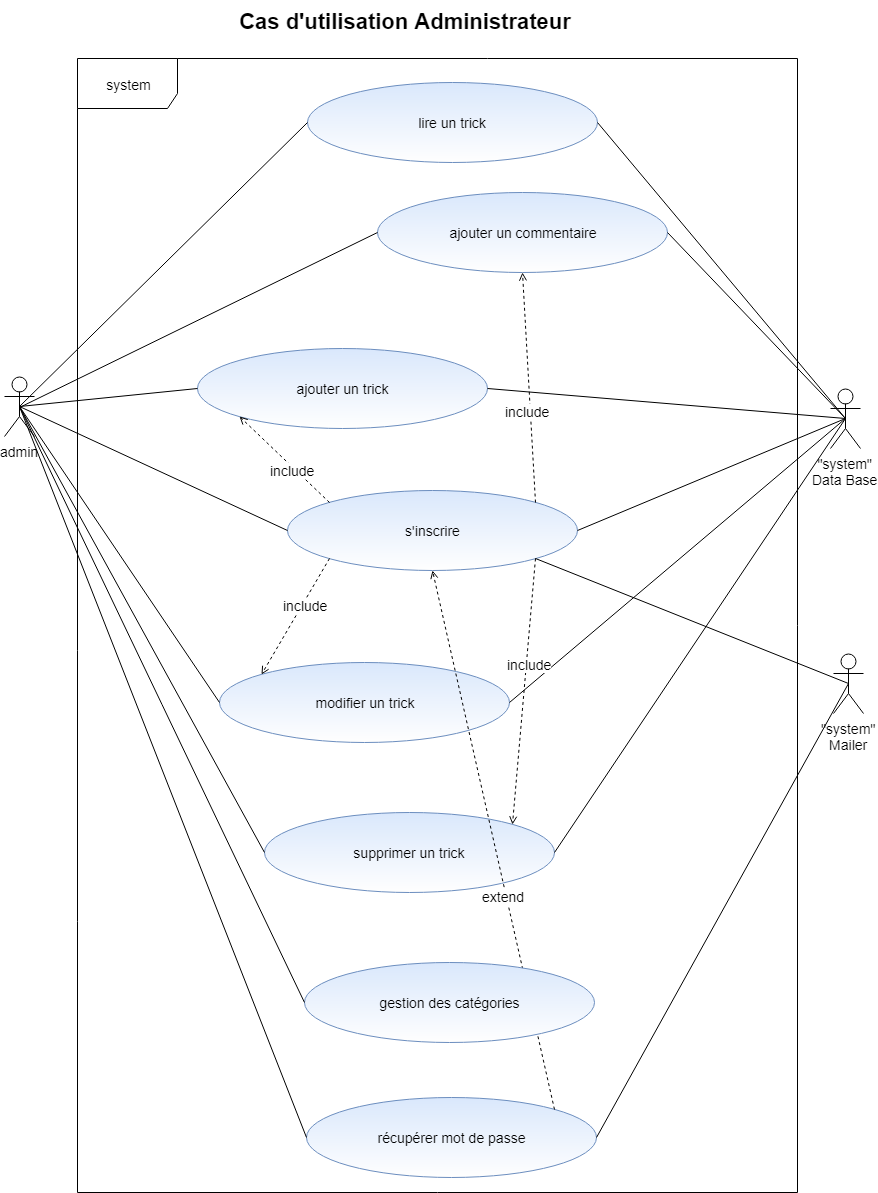 Cas d'utilisation Administrateur
system
lire un trick
ajouter un commentaire
ajouter un trick
include
admin
include
"system"
Data Base
s'inscrire
include
modifier un trick
include
"system"
Mailer
supprimer un trick
extend
gestion des catégories
récupérer mot de passe